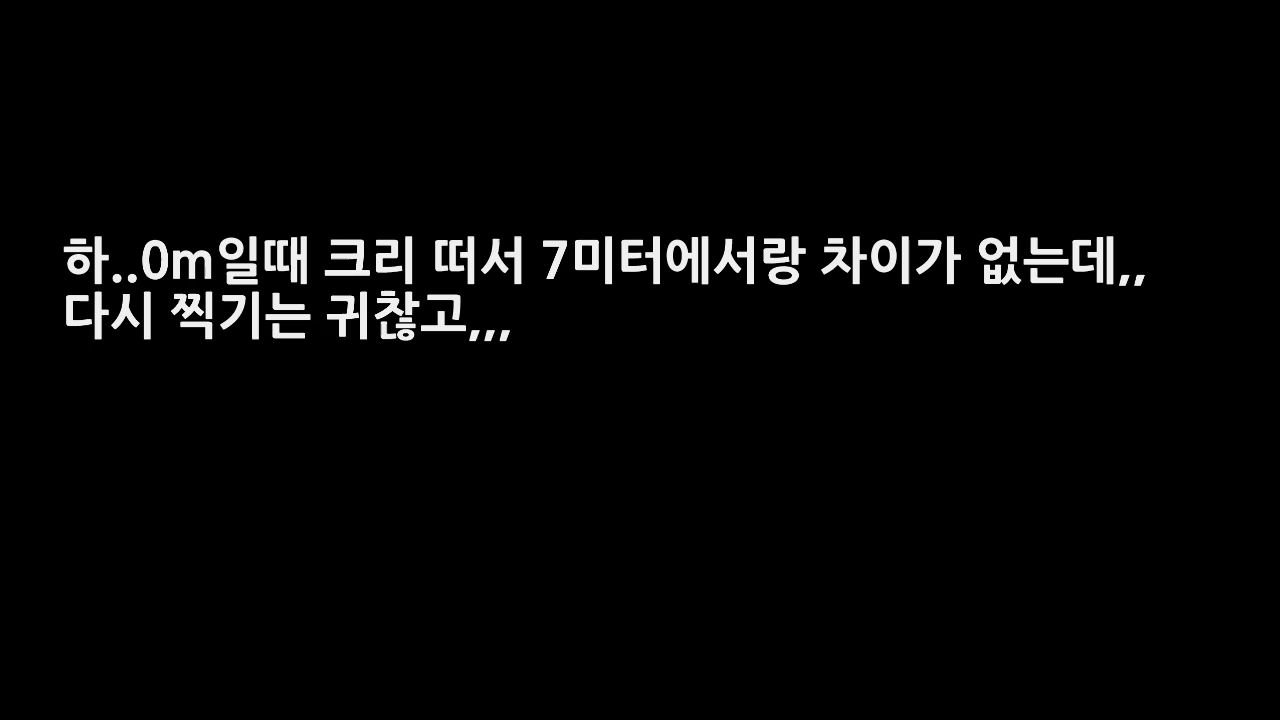 하..0m일때 크리 떠서 7미터에서랑 차이가 없는데,,
다시 찍기는 귀찮고,,,